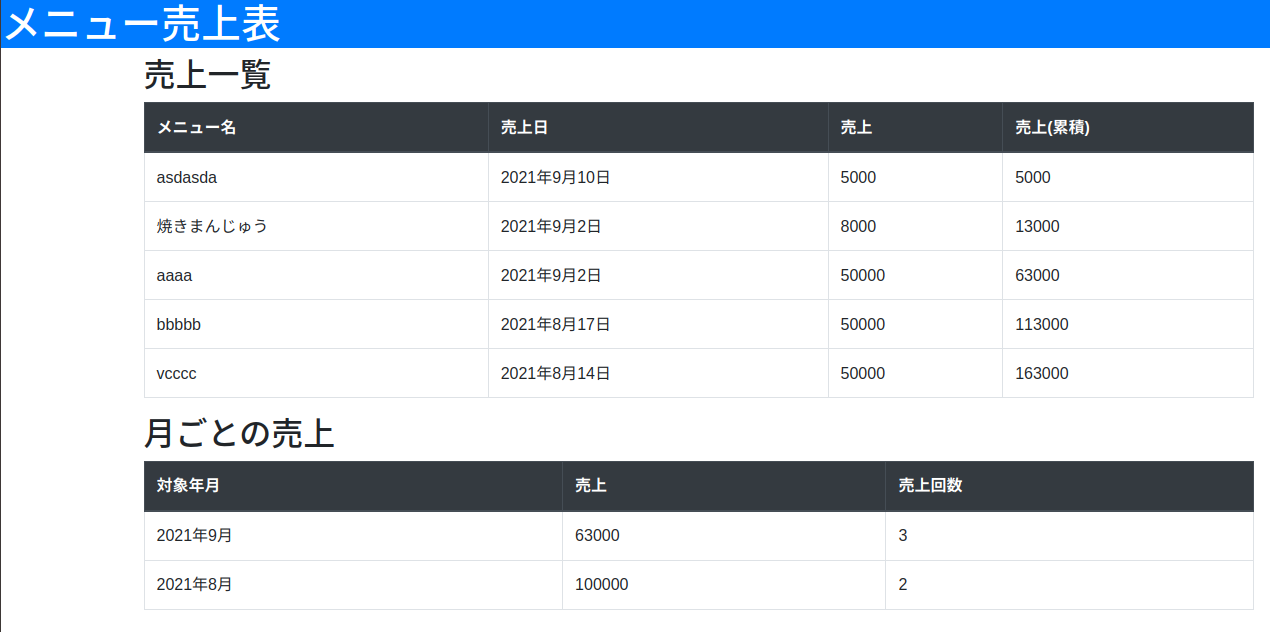 メニュー売上表
売上一覧
メニュー名 売上日 売上 売上(累積)
asdasda 2021年9月10日 5000 5000
焼きまんじゅう 2021年9月2日 8000 13000
aaaa 2021年9月2日 50000 63000
bbbbb 2021年8月17日 50000 113000
vcccc 2021年8月14日 50000 163000
月ごとの売上
対象年月 売上 売上回数
2021年9月 63000 3
2021年8月 100000 2